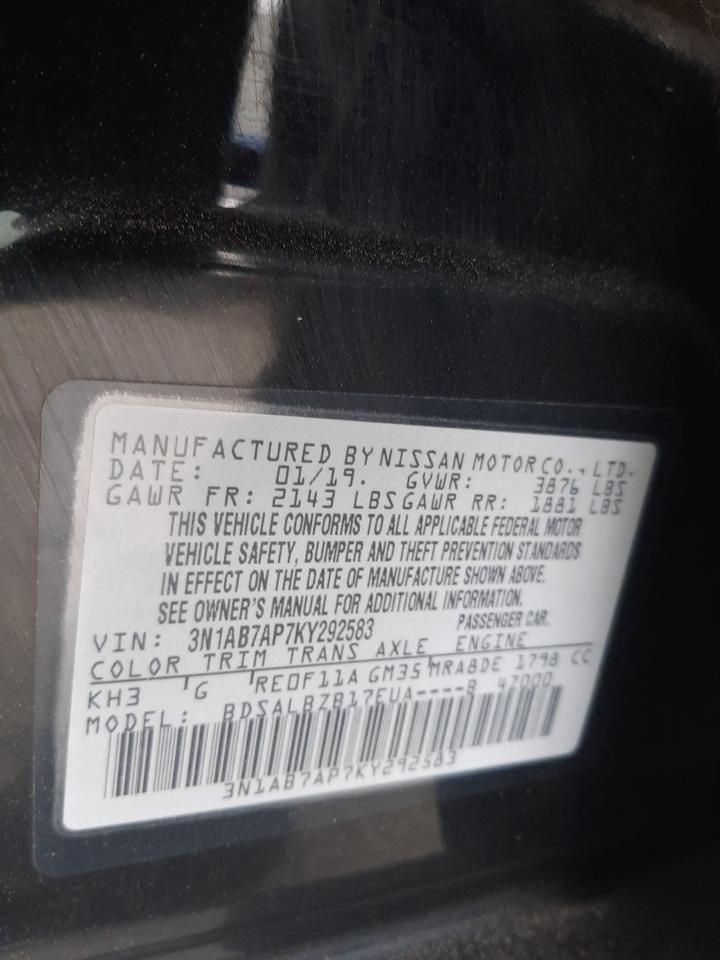 MANUFACTURED BY NISSAN MOTOR CO., LTD.
DATE: 01/19. GVWR: 3876 LBS
GAWR FR: 2143 LBS GAWR RR: 1881 LBS
THIS VEHICLE CONFORMS TO ALL APPLICABLE FEDERAL MOTOR
VEHICLE SAFETY, BUMPER AND THEFT PREVENTION STANDARDS
IN EFFECT ON THE DATE OF MANUFACTURE SHOWN ABOVE.
SEE OWNER'S MANUAL FOR ADDITIONAL INFORMATION.
VIN: 3N1AB7AP7KY292583 PASSENGER CAR.
COLOR TRIM TRANS AXLE ENGINE
KH3 G RE0F11A GM35 MRA8DE 1798 CC
MODEL: BDSALBZB17EUA----B 47000
3N1AB7AP7KY292583